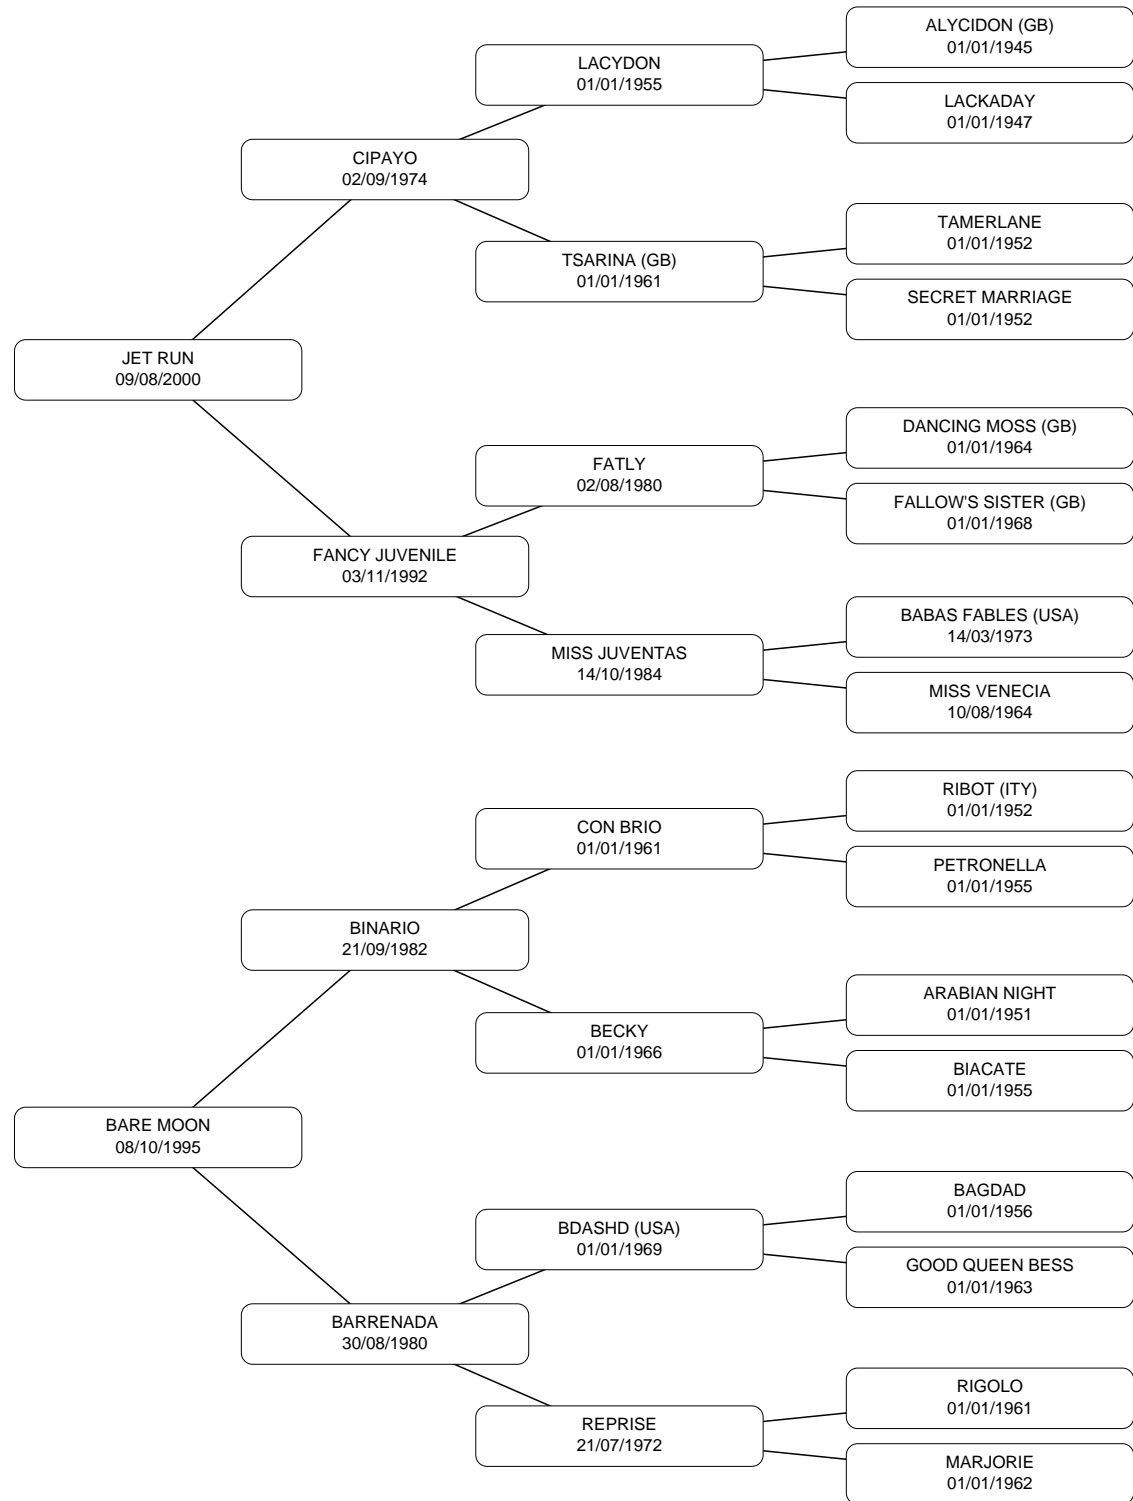 ALYCIDON (GB)
01/01/1945
LACYDON
01/01/1955
LACKADAY
01/01/1947
CIPAYO
02/09/1974
TAMERLANE
01/01/1952
TSARINA (GB)
01/01/1961
SECRET MARRIAGE
01/01/1952
JET RUN
09/08/2000
DANCING MOSS (GB)
01/01/1964
FATLY
02/08/1980
FALLOW'S SISTER (GB)
01/01/1968
FANCY JUVENILE
03/11/1992
BABAS FABLES (USA)
14/03/1973
MISS JUVENTAS
14/10/1984
MISS VENECIA
10/08/1964
RIBOT (ITY)
01/01/1952
CON BRIO
01/01/1961
PETRONELLA
01/01/1955
BINARIO
21/09/1982
ARABIAN NIGHT
01/01/1951
BECKY
01/01/1966
BIACATE
01/01/1955
BARE MOON
08/10/1995
BAGDAD
01/01/1956
BDASHD (USA)
01/01/1969
GOOD QUEEN BESS
01/01/1963
BARRENADA
30/08/1980
RIGOLO
01/01/1961
REPRISE
21/07/1972
MARJORIE
01/01/1962